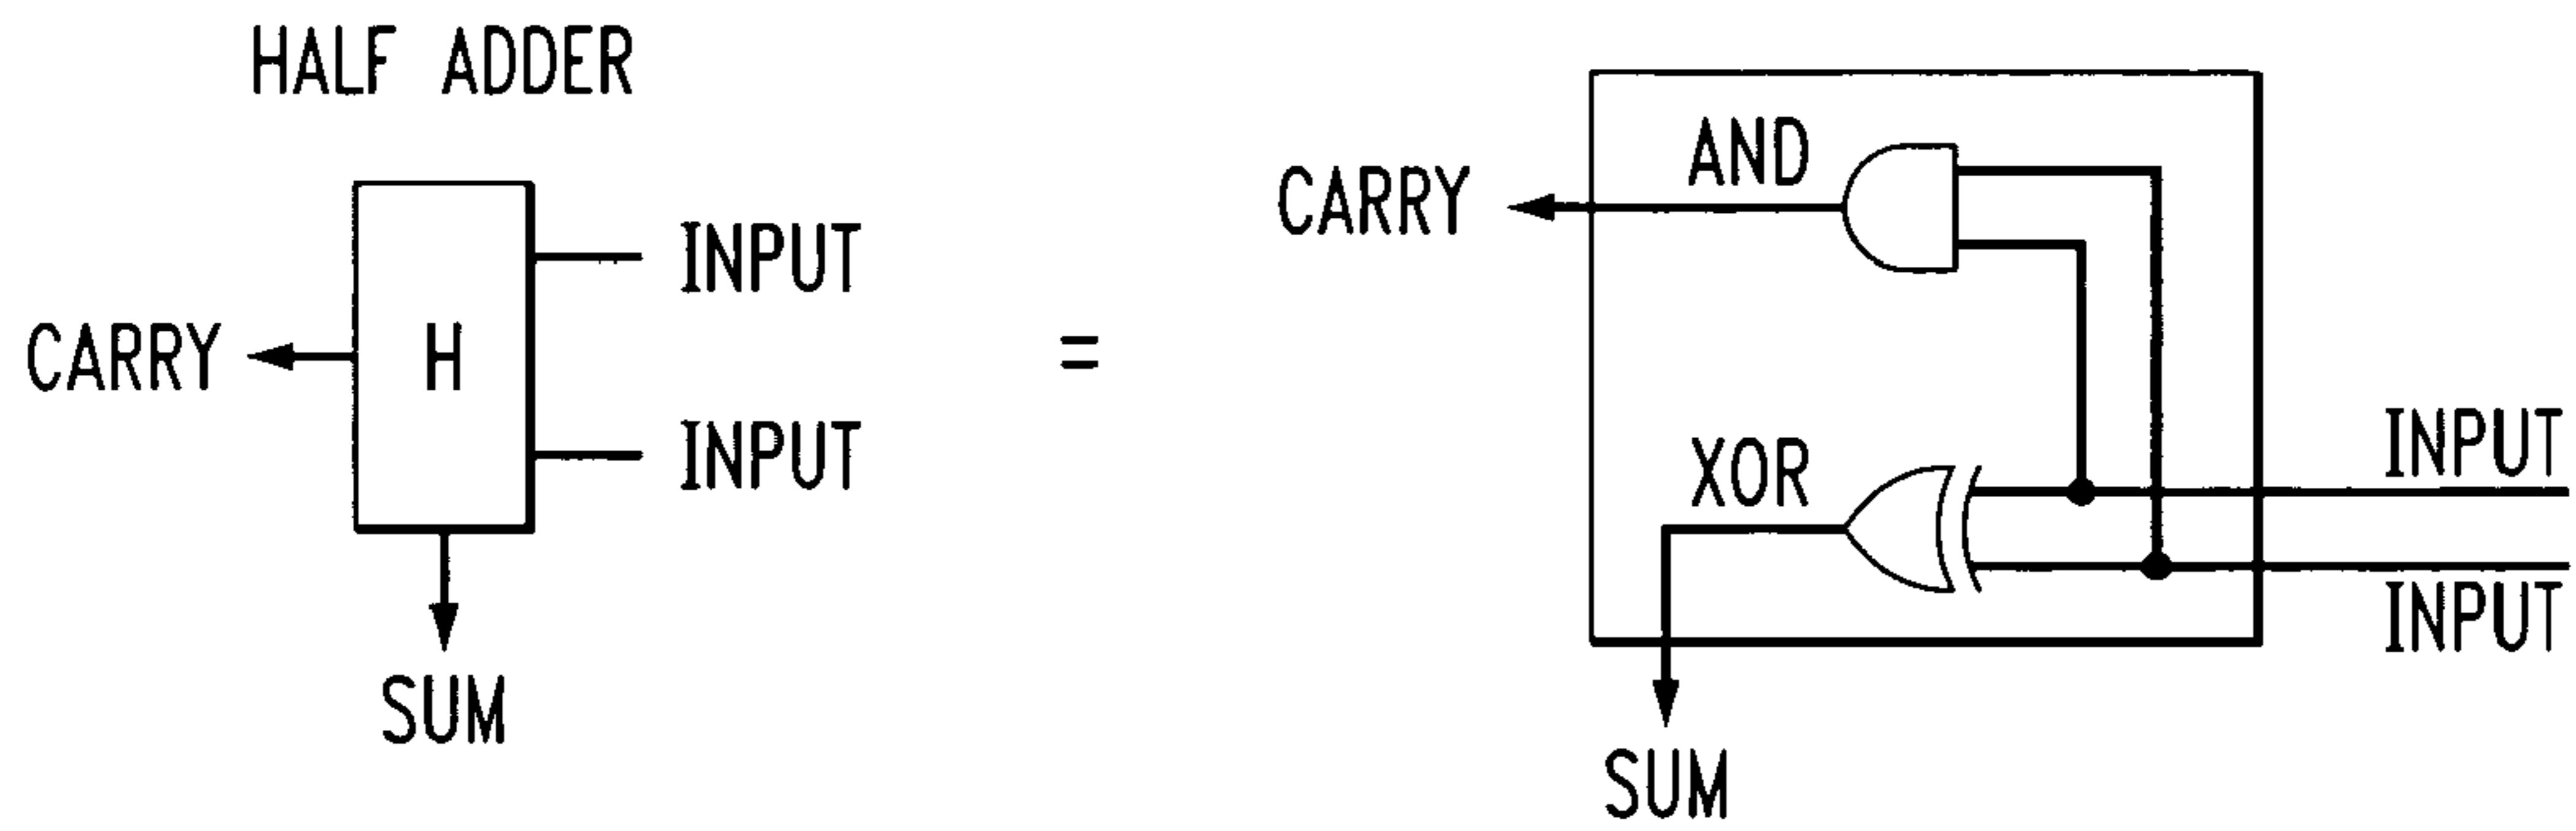 HALF ADDER
CARRY
H
INPUT
INPUT
SUM
=
CARRY
AND
XOR
INPUT
INPUT
SUM